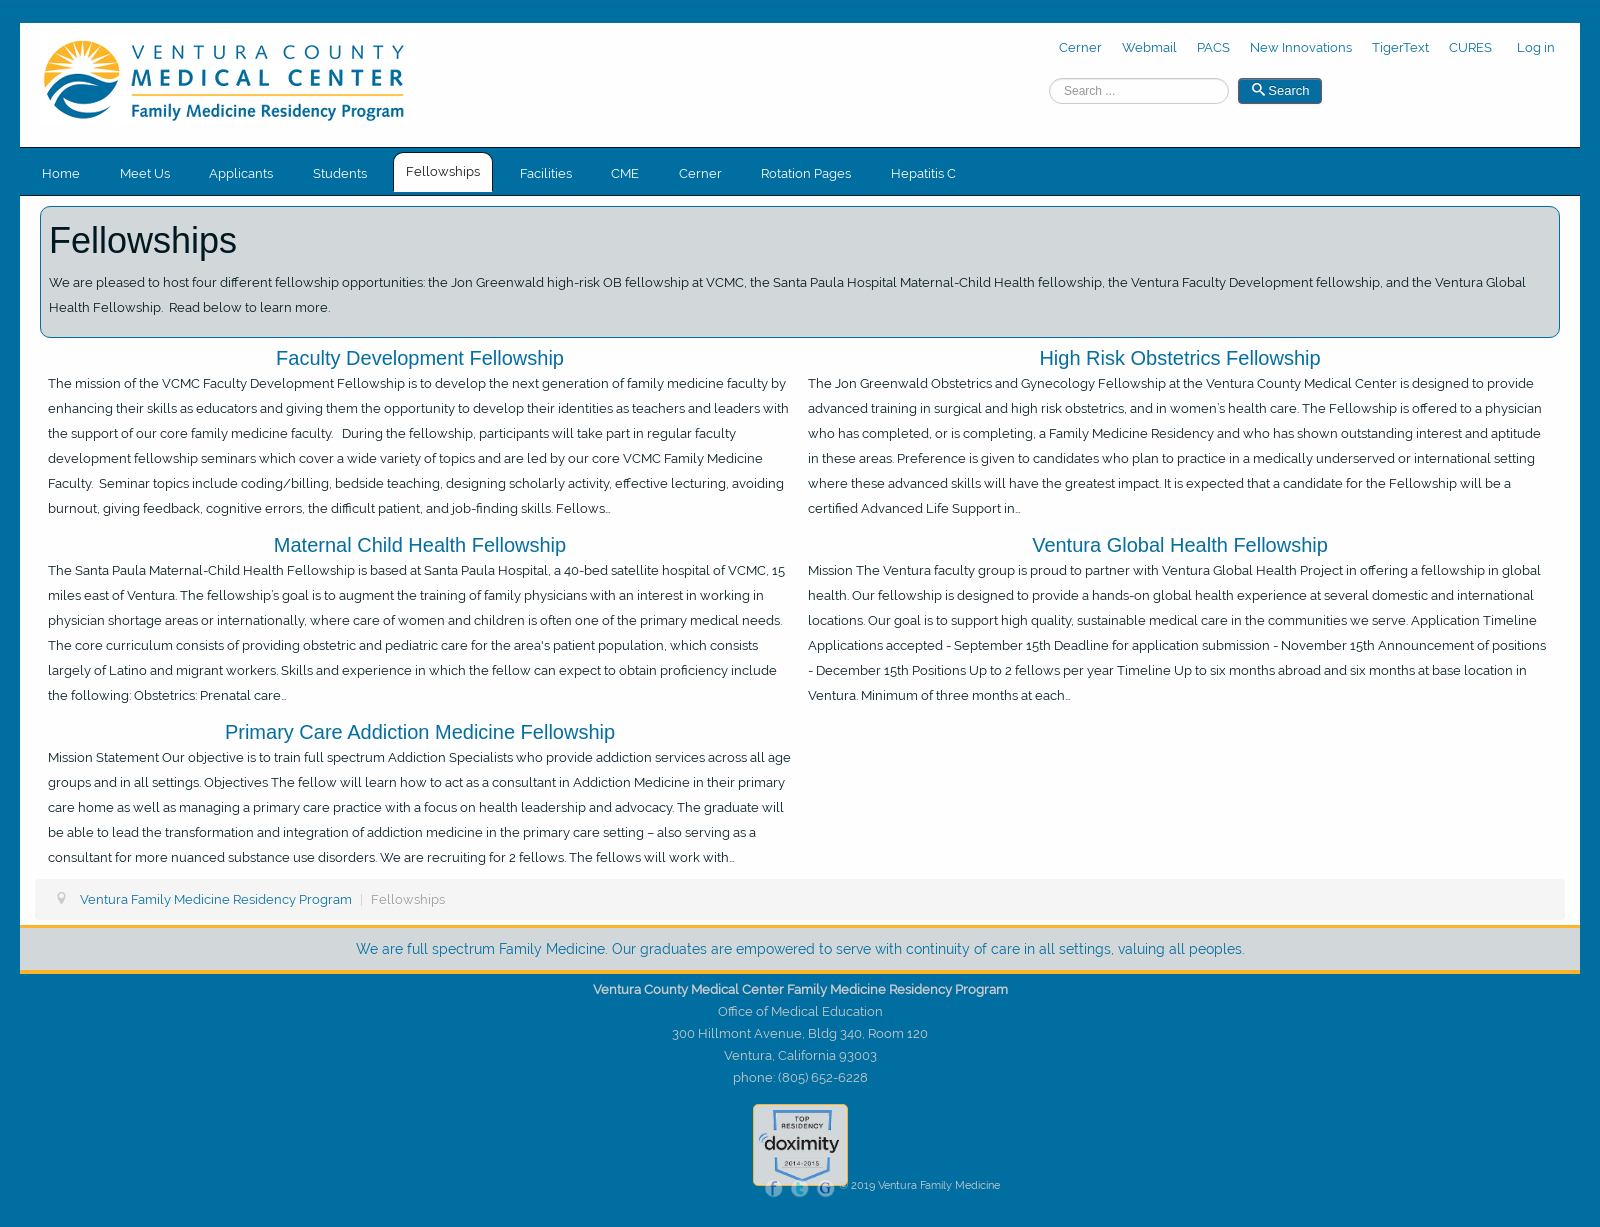 VENTURA COUNTY
MEDICAL CENTER
Family Medicine Residency Program
Cerner Webmail PACS New Innovations TigerText CURES Log in
Search ... Search
Home Meet Us Applicants Students Fellowships Facilities CME Cerner Rotation Pages Hepatitis C
Fellowships
We are pleased to host four different fellowship opportunities: the Jon Greenwald high-risk OB fellowship at VCMC, the Santa Paula Hospital Maternal-Child Health fellowship, the Ventura Faculty Development fellowship, and the Ventura Global
Health Fellowship. Read below to learn more.
Faculty Development Fellowship
The mission of the VCMC Faculty Development Fellowship is to develop the next generation of family medicine faculty by
enhancing their skills as educators and giving them the opportunity to develop their identities as teachers and leaders with
the support of our core family medicine faculty. During the fellowship, participants will take part in regular faculty
development fellowship seminars which cover a wide variety of topics and are led by our core VCMC Family Medicine
Faculty. Seminar topics include coding/billing, bedside teaching, designing scholarly activity, effective lecturing, avoiding
burnout, giving feedback, cognitive errors, the difficult patient, and job-finding skills. Fellows...
High Risk Obstetrics Fellowship
The Jon Greenwald Obstetrics and Gynecology Fellowship at the Ventura County Medical Center is designed to provide
advanced training in surgical and high risk obstetrics, and in women's health care. The Fellowship is offered to a physician
who has completed, or is completing, a Family Medicine Residency and who has shown outstanding interest and aptitude
in these areas. Preference is given to candidates who plan to practice in a medically underserved or international setting
where these advanced skills will have the greatest impact. It is expected that a candidate for the Fellowship will be a
certified Advanced Life Support in...
Maternal Child Health Fellowship
The Santa Paula Maternal-Child Health Fellowship is based at Santa Paula Hospital, a 40-bed satellite hospital of VCMC, 15
miles east of Ventura. The fellowship's goal is to augment the training of family physicians with an interest in working in
physician shortage areas or internationally, where care of women and children is often one of the primary medical needs.
The core curriculum consists of providing obstetric and pediatric care for the area's patient population, which consists
largely of Latino and migrant workers. Skills and experience in which the fellow can expect to obtain proficiency include
the following: Obstetrics: Prenatal care...
Ventura Global Health Fellowship
Mission The Ventura faculty group is proud to partner with Ventura Global Health Project in offering a fellowship in global
health. Our fellowship is designed to provide a hands-on global health experience at several domestic and international
locations. Our goal is to support high quality, sustainable medical care in the communities we serve. Application Timeline
Applications accepted - September 15th Deadline for application submission - November 15th Announcement of positions
- December 15th Positions Up to 2 fellows per year Timeline Up to six months abroad and six months at base location in
Ventura. Minimum of three months at each...
Primary Care Addiction Medicine Fellowship
Mission Statement Our objective is to train full spectrum Addiction Specialists who provide addiction services across all age
groups and in all settings. Objectives The fellow will learn how to act as a consultant in Addiction Medicine in their primary
care home as well as managing a primary care practice with a focus on health leadership and advocacy. The graduate will
be able to lead the transformation and integration of addiction medicine in the primary care setting – also serving as a
consultant for more nuanced substance use disorders. We are recruiting for 2 fellows. The fellows will work with...
Ventura Family Medicine Residency Program | Fellowships
We are full spectrum Family Medicine. Our graduates are empowered to serve with continuity of care in all settings, valuing all peoples.
Ventura County Medical Center Family Medicine Residency Program
Office of Medical Education
300 Hillmont Avenue, Bldg 340, Room 120
Ventura, California 93003
phone: (805) 652-6228
TOP
RESIDENCY
doximity
2014-2015
f t G © 2019 Ventura Family Medicine